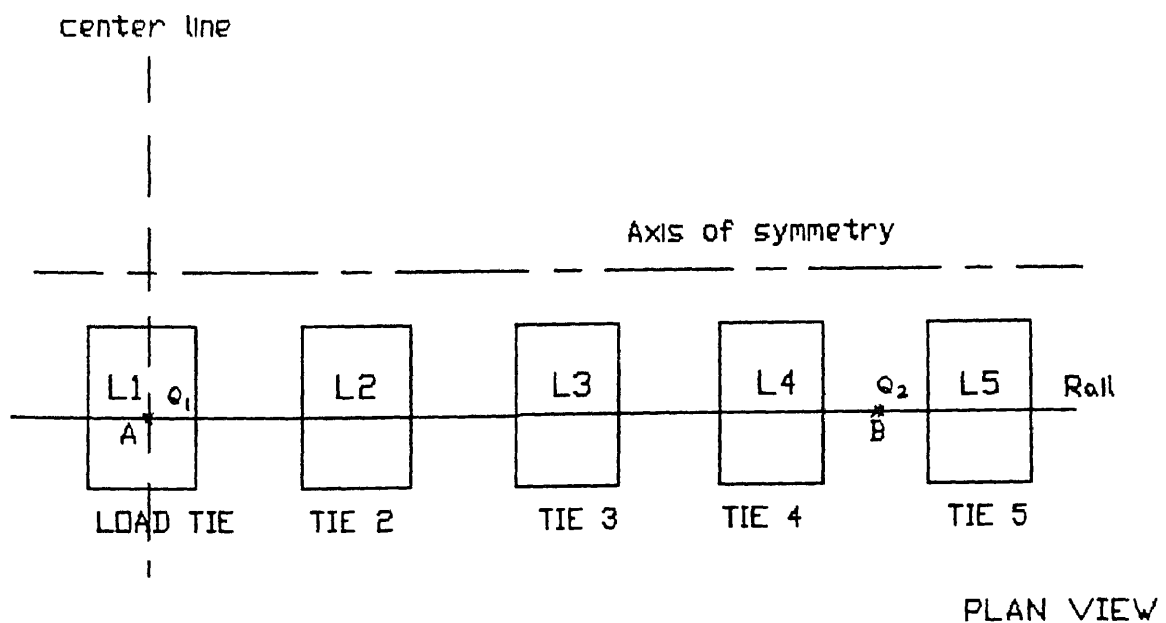 center line
Axis of symmetry
L1 Q₁ L2 L3 L4 Q₂ L5 Rail
A B
LOAD TIE TIE 2 TIE 3 TIE 4 TIE 5
PLAN VIEW